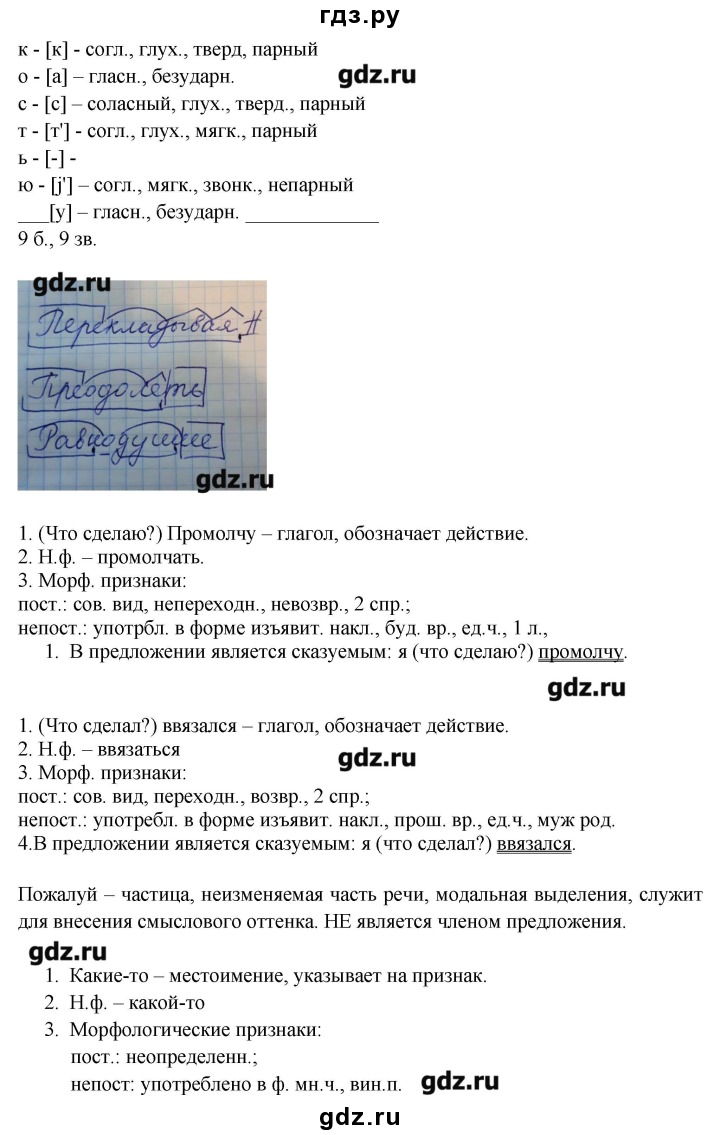 гдз.ру
к - [к] - согл., глух., тверд, парный
о - [а] – гласн., безударн.
gdz.ru
с - [с] – соласный, глух., тверд., парный
т - [т'] - согл., глух., мягк., парный
ь - [-] -
ю - [j'] – согл., мягк., звонк., непарный
___[у] – гласн., безударн. _____________
9 б., 9 зв.
gdz.ru
Перекладывая #
Преодолеть
Равнодушие
gdz.ru
1. (Что сделаю?) Промолчу – глагол, обозначает действие.
2. Н.ф. – промолчать.
3. Морф. признаки:
пост.: сов. вид, непереходн., невозвр., 2 спр.;
непост.: употрбл. в форме изъявит. накл., буд. вр., ед.ч., 1 л.,
1. В предложении является сказуемым: я (что сделаю?) промолчу.
gdz.ru
1. (Что сделал?) ввязался – глагол, обозначает действие.
2. Н.ф. – ввязаться
gdz.ru
3. Морф. признаки:
пост.: сов. вид, переходн., возвр., 2 спр.;
непост.: употребл. в форме изъявит. накл., прош. вр., ед.ч., муж род.
4.В предложении является сказуемым: я (что сделал?) ввязался.
Пожалуй – частица, неизменяемая часть речи, модальная выделения, служит
для внесения смыслового оттенка. НЕ является членом предложения.
gdz.ru
1. Какие-то – местоимение, указывает на признак.
2. Н.ф. – какой-то
3. Морфологические признаки:
пост.: неопределенн.;
непост: употреблено в ф. мн.ч., вин.п.
gdz.ru
gdz.ru